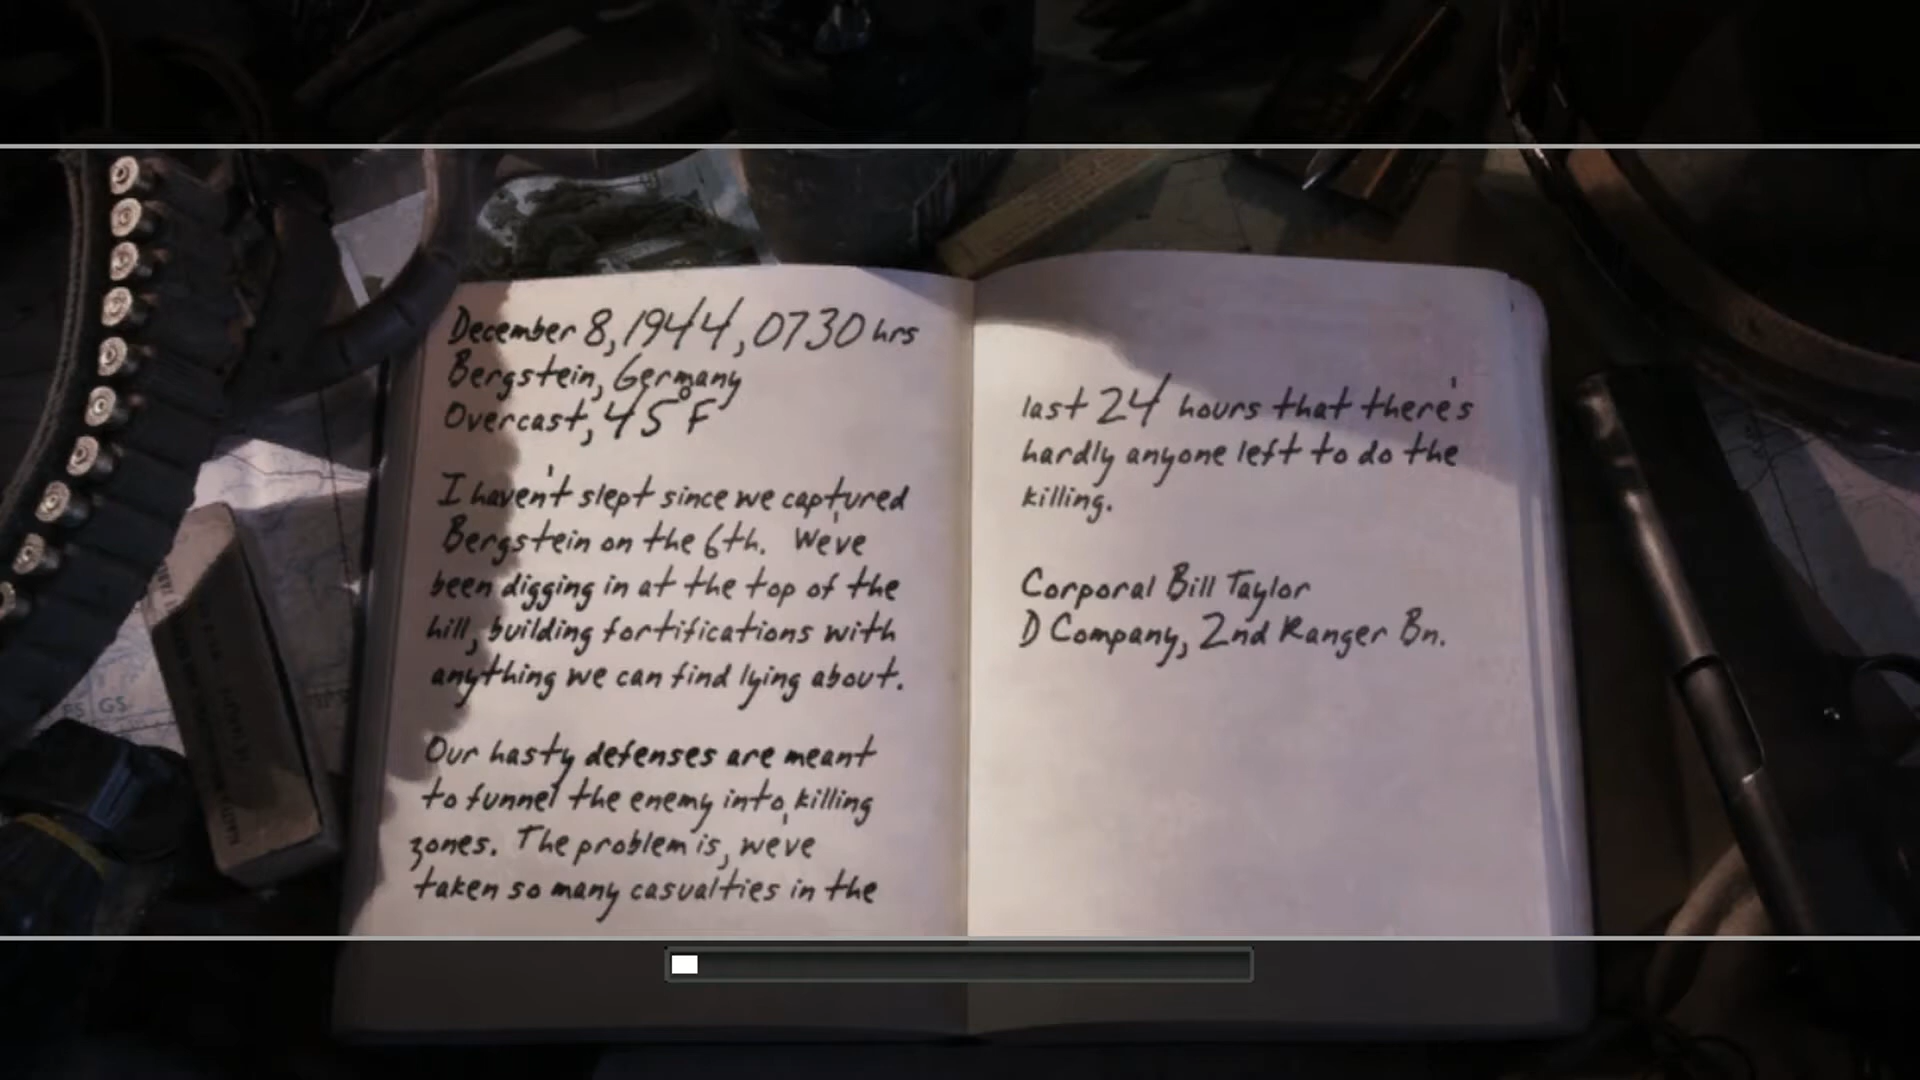 December 8, 1944, 0730 hrs
Bergstein, Germany
Overcast, 45°F
I haven't slept since we captured
Bergstein on the 6th. We've
been digging in at the top of the
hill, building fortifications with
anything we can find lying about.
Our hasty defenses are meant
to funnel the enemy into killing
zones. The problem is, we've
taken so many casualties in the
last 24 hours that there's
hardly anyone left to do the
killing.
Corporal Bill Taylor
D Company, 2nd Ranger Bn.